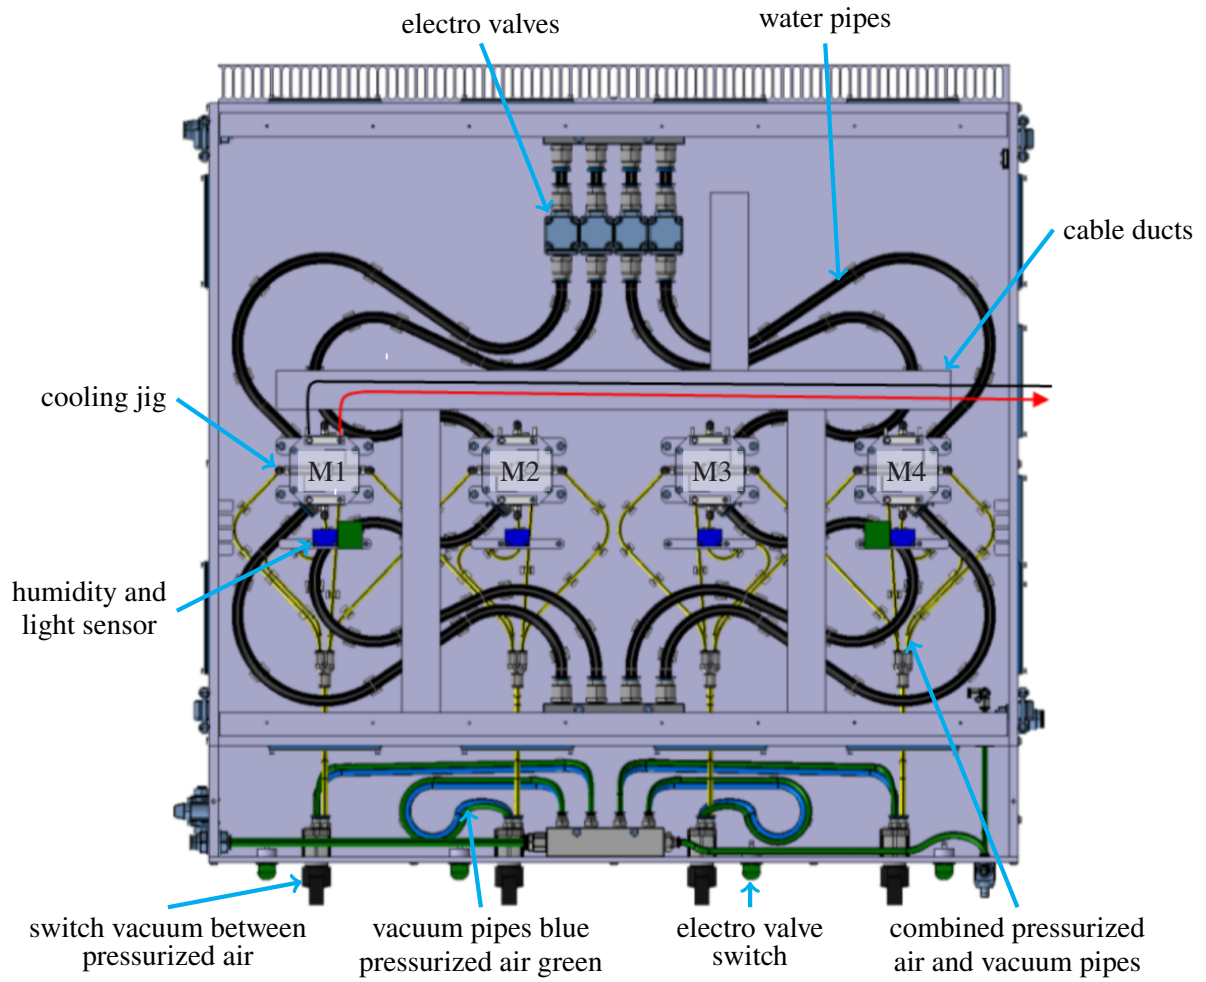 electro valves
water pipes
cable ducts
cooling jig
M1
M2
M3
M4
humidity and
light sensor
switch vacuum between
pressurized air
vacuum pipes blue
pressurized air green
electro valve
switch
combined pressurized
air and vacuum pipes